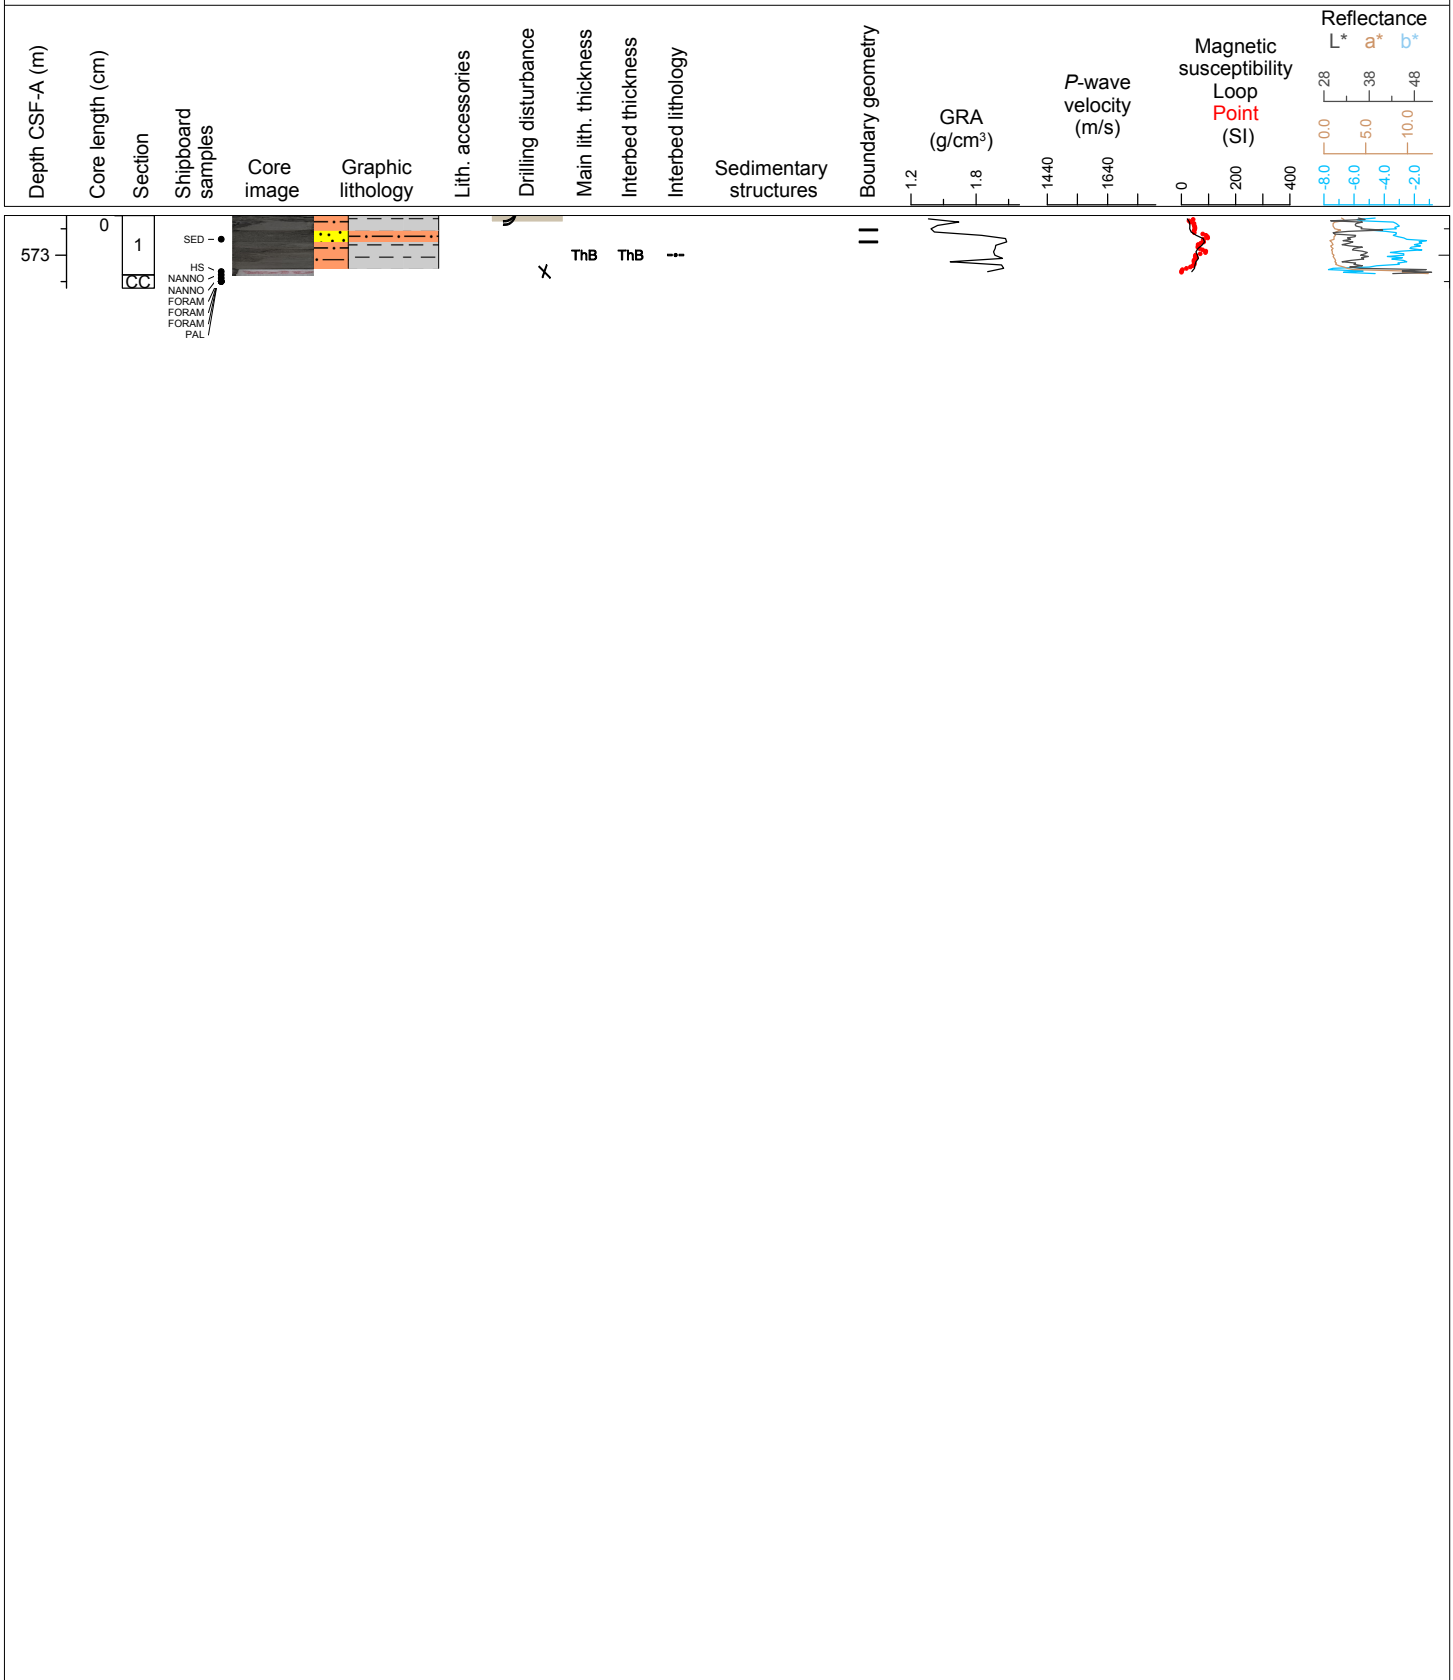 Depth CSF-A (m)
Core length (cm)
Section
Shipboard
samples
Core
image
Graphic
lithology
Lith. accessories
Drilling disturbance
Main lith. thickness
Interbed thickness
Interbed lithology
Sedimentary
structures
Boundary geometry
GRA
(g/cm³)
1.2
1.8
P-wave
velocity
(m/s)
1440
1640
Magnetic
susceptibility
Loop
Point
(SI)
0
200
400
Reflectance
L* a* b*
28
38
48
0.0
5.0
10.0
-8.0
-6.0
-4.0
-2.0
0
573
1
CC
SED
HS
NANNO
NANNO
FORAM
FORAM
FORAM
PAL
ThB
ThB